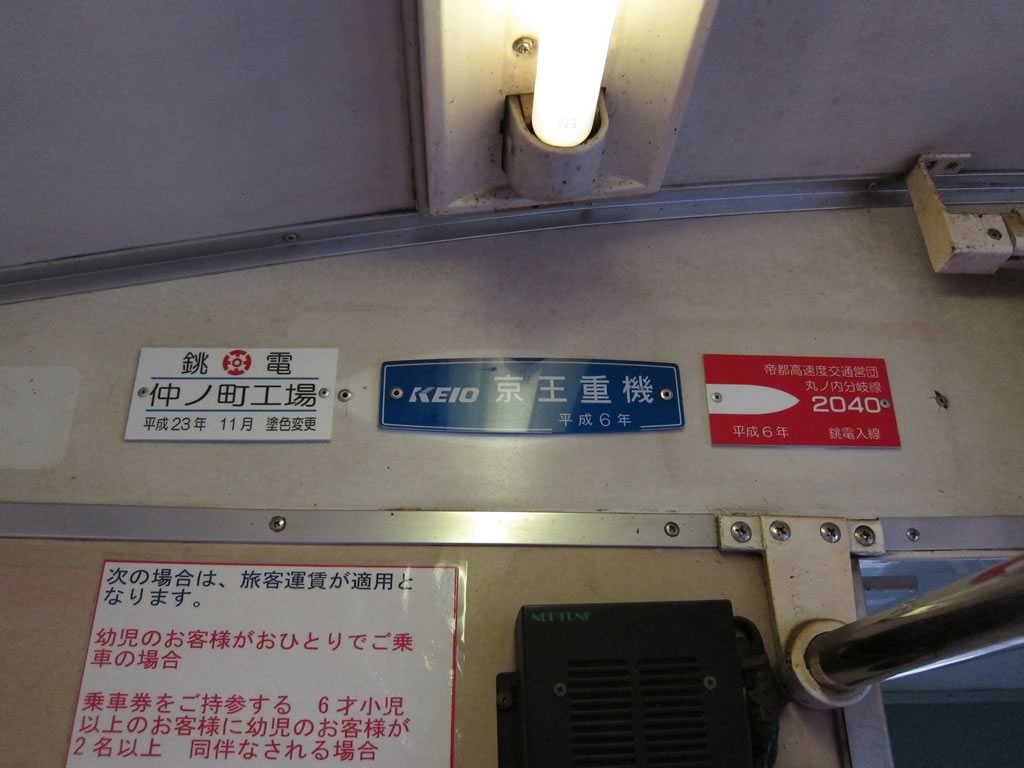 銚 電
仲ノ町工場
平成23年 11月 塗色変更
KEIO 京王重機
平成6年
帝都高速度交通営団
丸ノ内分岐線
2040
平成6年 銚電入線
次の場合は、旅客運賃が適用と
なります。
幼児のお客様がおひとりでご乗
車の場合
乗車券をご持参する 6才小児
以上のお客様に幼児のお客様が
2名以上 同伴なされる場合
NEPTUNE